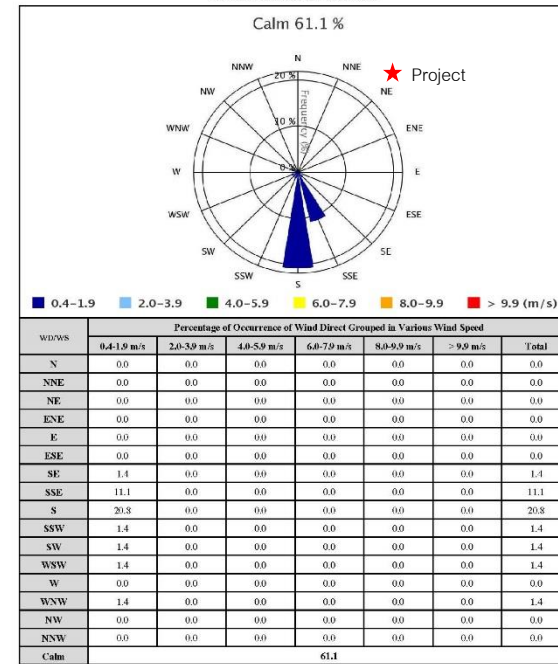 Calm 61.1 %
N
NNW
NNE
20 %
Project
NW
NE
Frequency (%)
10 %
WNW
ENE
0 %
W
E
WSW
ESE
SW
SE
SSW
SSE
S
0.4-1.9 2.0-3.9 4.0-5.9 6.0-7.9 8.0-9.9 > 9.9 (m/s)
WD/WS Percentage of Occurrence of Wind Direct Grouped in Various Wind Speed
0.4-1.9 m/s 2.0-3.9 m/s 4.0-5.9 m/s 6.0-7.9 m/s 8.0-9.9 m/s > 9.9 m/s Total
N 0.0 0.0 0.0 0.0 0.0 0.0 0.0
NNE 0.0 0.0 0.0 0.0 0.0 0.0 0.0
NE 0.0 0.0 0.0 0.0 0.0 0.0 0.0
ENE 0.0 0.0 0.0 0.0 0.0 0.0 0.0
E 0.0 0.0 0.0 0.0 0.0 0.0 0.0
ESE 0.0 0.0 0.0 0.0 0.0 0.0 0.0
SE 1.4 0.0 0.0 0.0 0.0 0.0 1.4
SSE 11.1 0.0 0.0 0.0 0.0 0.0 11.1
S 20.8 0.0 0.0 0.0 0.0 0.0 20.8
SSW 1.4 0.0 0.0 0.0 0.0 0.0 1.4
SW 1.4 0.0 0.0 0.0 0.0 0.0 1.4
WSW 1.4 0.0 0.0 0.0 0.0 0.0 1.4
W 0.0 0.0 0.0 0.0 0.0 0.0 0.0
WNW 1.4 0.0 0.0 0.0 0.0 0.0 1.4
NW 0.0 0.0 0.0 0.0 0.0 0.0 0.0
NNW 0.0 0.0 0.0 0.0 0.0 0.0 0.0
Calm 61.1